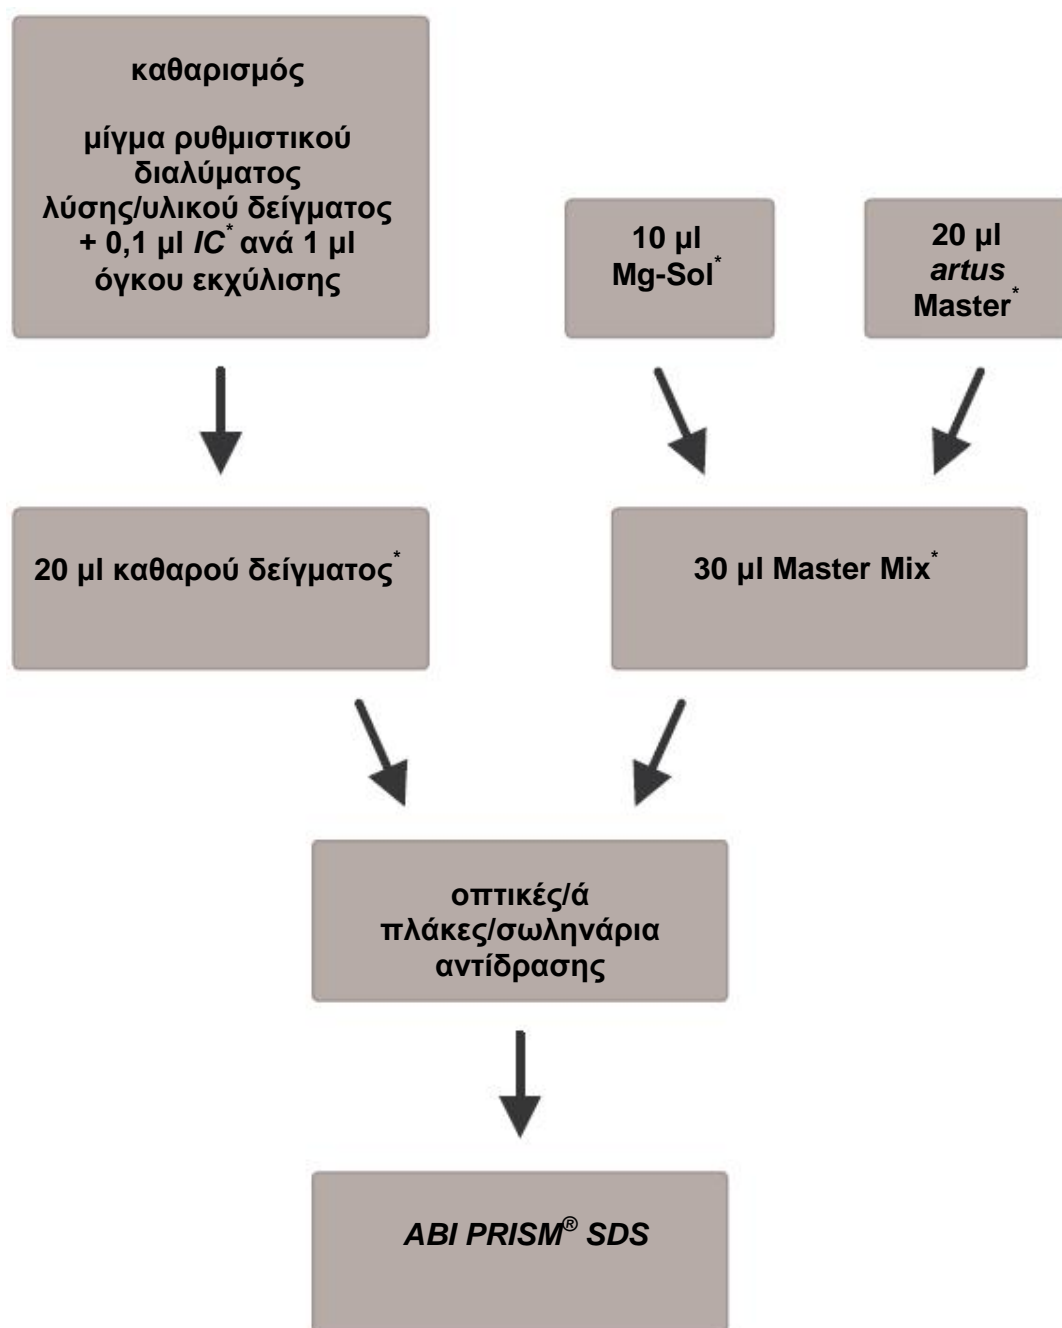 καθαρισμός
μίγμα ρυθμιστικού
διαλύματος
λύσης/υλικού δείγματος
+ 0,1 µl IC* ανά 1 µl
όγκου εκχύλισης
10 µl
Mg-Sol*
20 µl
artus
Master*
20 µl καθαρού δείγματος*
30 µl Master Mix*
οπτικές/ά
πλάκες/σωληνάρια
αντίδρασης
ABI PRISM® SDS